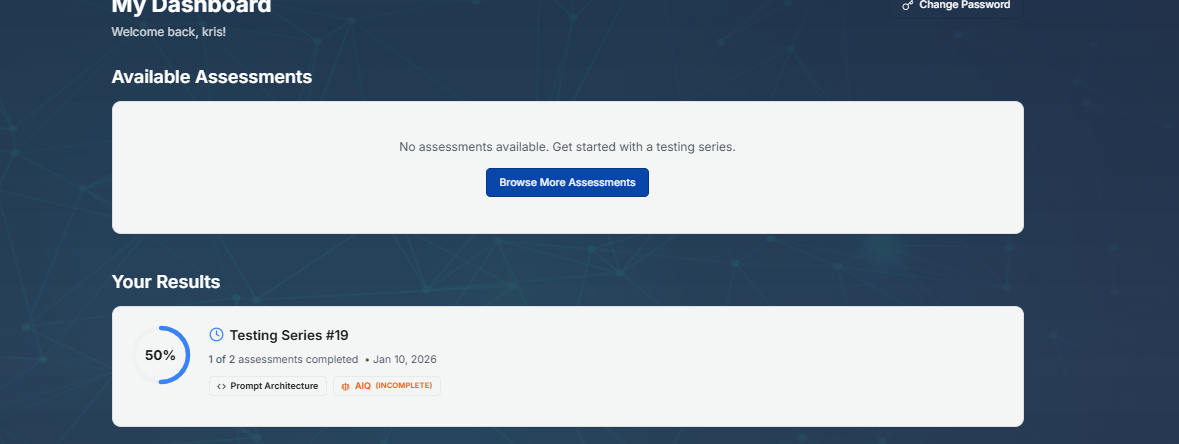 My Dashboard
Change Password
Welcome back, kris!
Available Assessments
No assessments available. Get started with a testing series.
Browse More Assessments
Your Results
50%
Testing Series #19
1 of 2 assessments completed • Jan 10, 2026
<> Prompt Architecture
AIQ (INCOMPLETE)